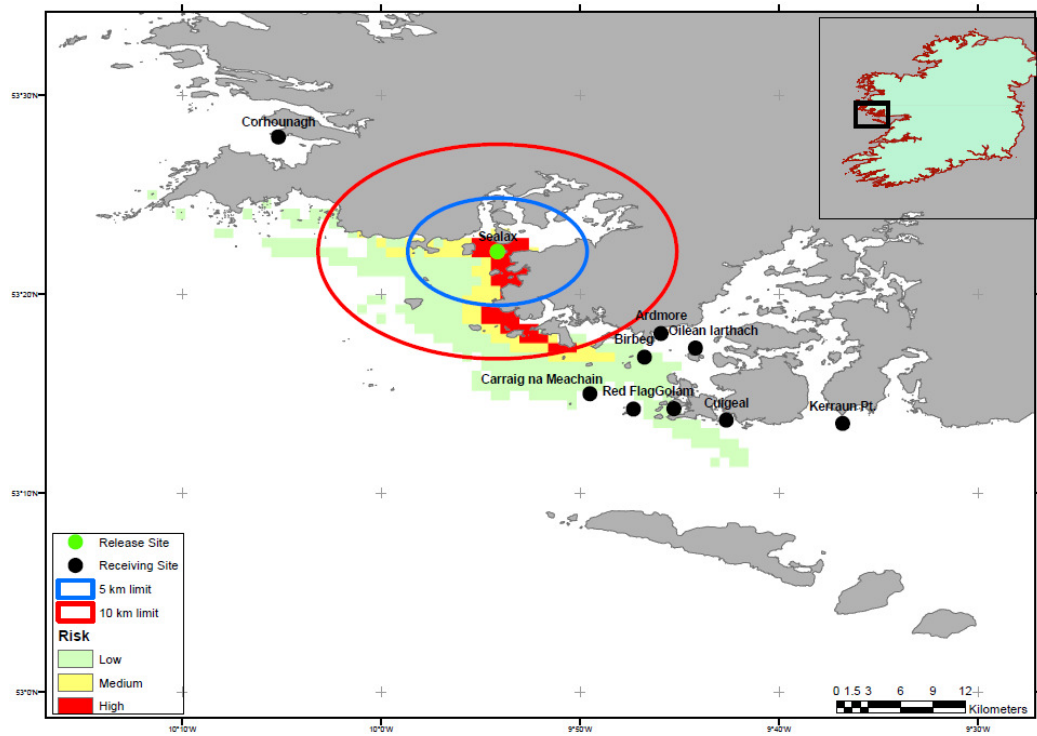 53°30'N
Corhounagh
Sealax
53°20'N
Ardmore
Oilean Iarthach
Birbeg
Carraig na Meachain
Red Flag
Golam
Cuigeal
Kerraun Pt.
53°10'N
Release Site
Receiving Site
5 km limit
10 km limit
Risk
Low
Medium
High
53°0'N
0 1.5 3 6 9 12
Kilometers
10°10'W
10°0'W
9°50'W
9°40'W
9°30'W